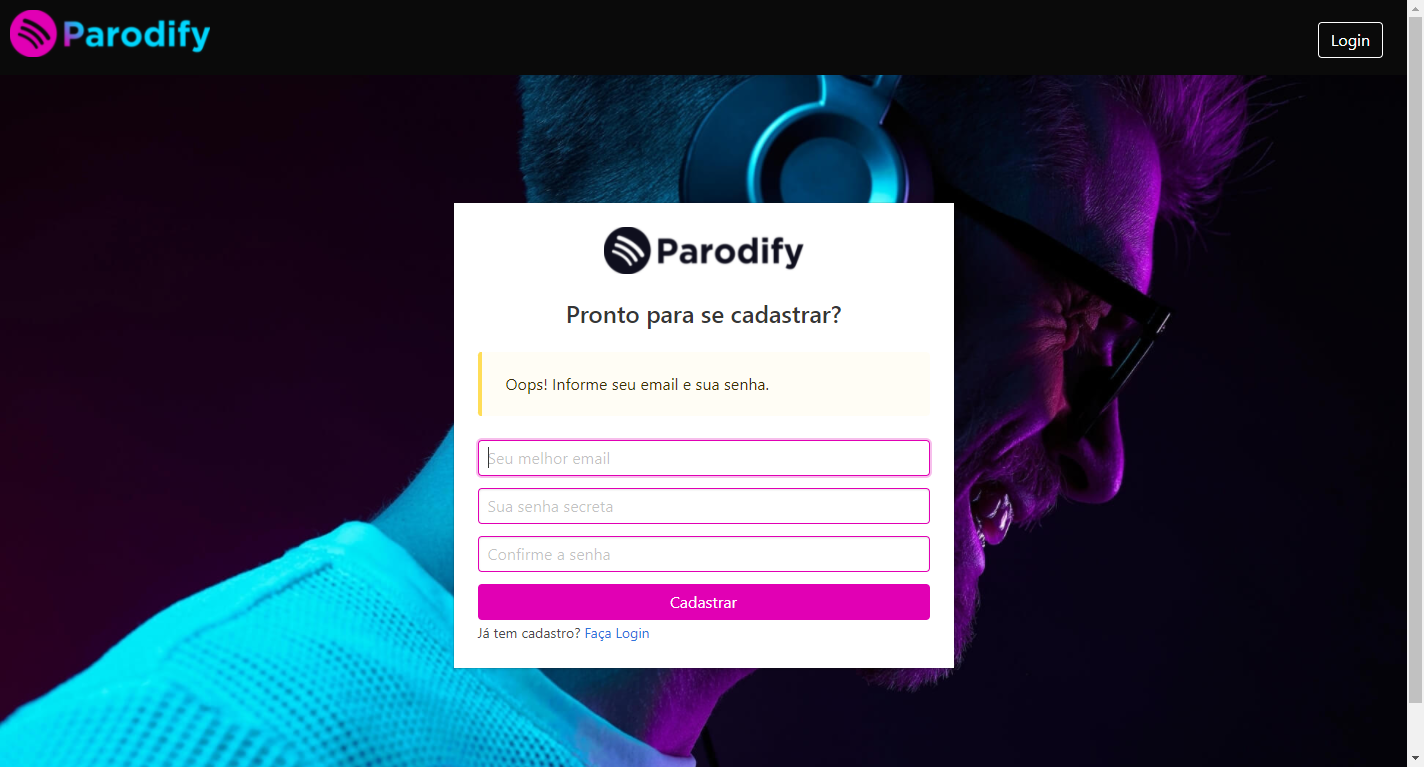 Parodify
Login
Parodify
Pronto para se cadastrar?
Oops! Informe seu email e sua senha.
Seu melhor email
Sua senha secreta
Confirme a senha
Cadastrar
Já tem cadastro? Faça Login